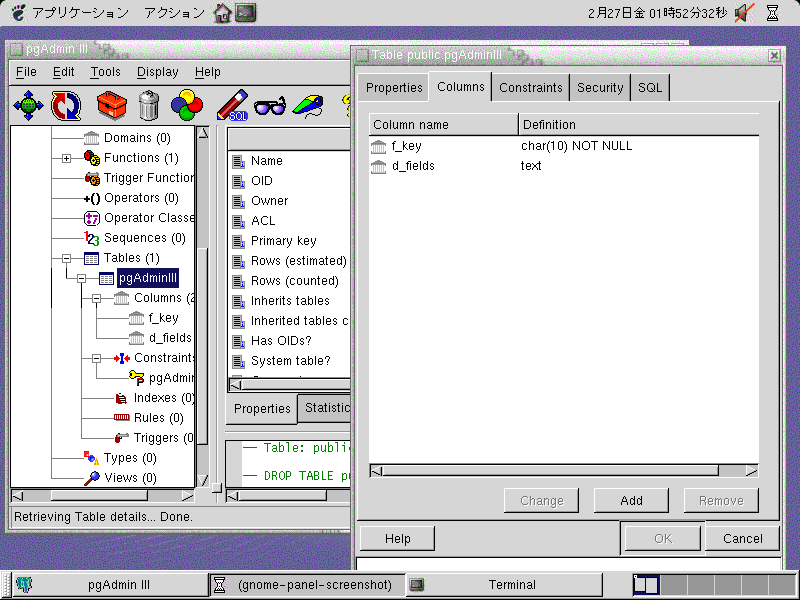 アプリケーション アクション 2月27日金 01時52分32秒
pgAdmin III
File Edit Tools Display Help
SQL
Domains (0)
Functions (1)
Trigger Function
Operators (0)
Operator Classe
Sequences (0)
Tables (1)
pgAdminIII
Columns (2
f_key
d_fields
Constraints
pgAdmin
Indexes (0)
Rules (0)
Triggers (0
Types (0)
Views (0)
Name
OID
Owner
ACL
Primary key
Rows (estimated)
Rows (counted)
Inherits tables
Inherited tables c
Has OIDs?
System table?
Properties Statistic
-- Table: public
-- DROP TABLE pu
Retrieving Table details... Done.
Table public.pgAdminIII
Properties Columns Constraints Security SQL
Column name Definition
f_key char(10) NOT NULL
d_fields text
Change Add Remove
Help OK Cancel
pgAdmin III (gnome-panel-screenshot) Terminal